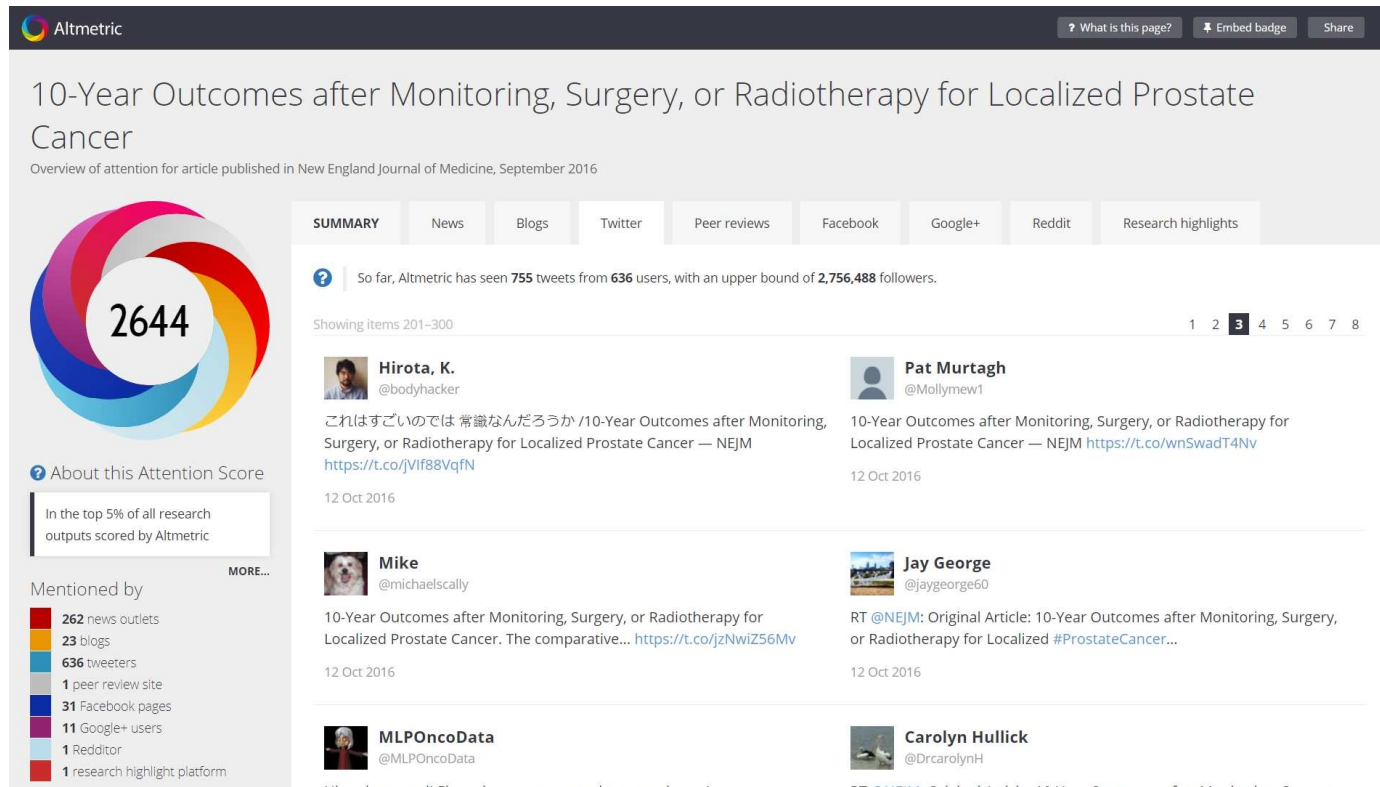 Altmetric
? What is this page?
Embed badge
Share
10-Year Outcomes after Monitoring, Surgery, or Radiotherapy for Localized Prostate
Cancer
Overview of attention for article published in New England Journal of Medicine, September 2016
2644
? About this Attention Score
In the top 5% of all research
outputs scored by Altmetric
MORE...
Mentioned by
262 news outlets
23 blogs
636 tweeters
1 peer review site
31 Facebook pages
11 Google+ users
1 Redditor
1 research highlight platform
SUMMARY News Blogs Twitter Peer reviews Facebook Google+ Reddit Research highlights
? So far, Altmetric has seen 755 tweets from 636 users, with an upper bound of 2,756,488 followers.
Showing items 201–300
1 2 3 4 5 6 7 8
Hirota, K.
@bodyhacker
これはすごいのでは 常識なんだろうか /10-Year Outcomes after Monitoring,
Surgery, or Radiotherapy for Localized Prostate Cancer — NEJM
https://t.co/jVIf88VqfN
12 Oct 2016
Pat Murtagh
@Mollymew1
10-Year Outcomes after Monitoring, Surgery, or Radiotherapy for
Localized Prostate Cancer — NEJM https://t.co/wnSwadT4Nv
12 Oct 2016
Mike
@michaelscally
10-Year Outcomes after Monitoring, Surgery, or Radiotherapy for
Localized Prostate Cancer. The comparative... https://t.co/jzNwiZ56Mv
12 Oct 2016
Jay George
@jaygeorge60
RT @NEJM: Original Article: 10-Year Outcomes after Monitoring, Surgery,
or Radiotherapy for Localized #ProstateCancer...
12 Oct 2016
MLPOncoData
@MLPOncoData
Carolyn Hullick
@DrcarolynH